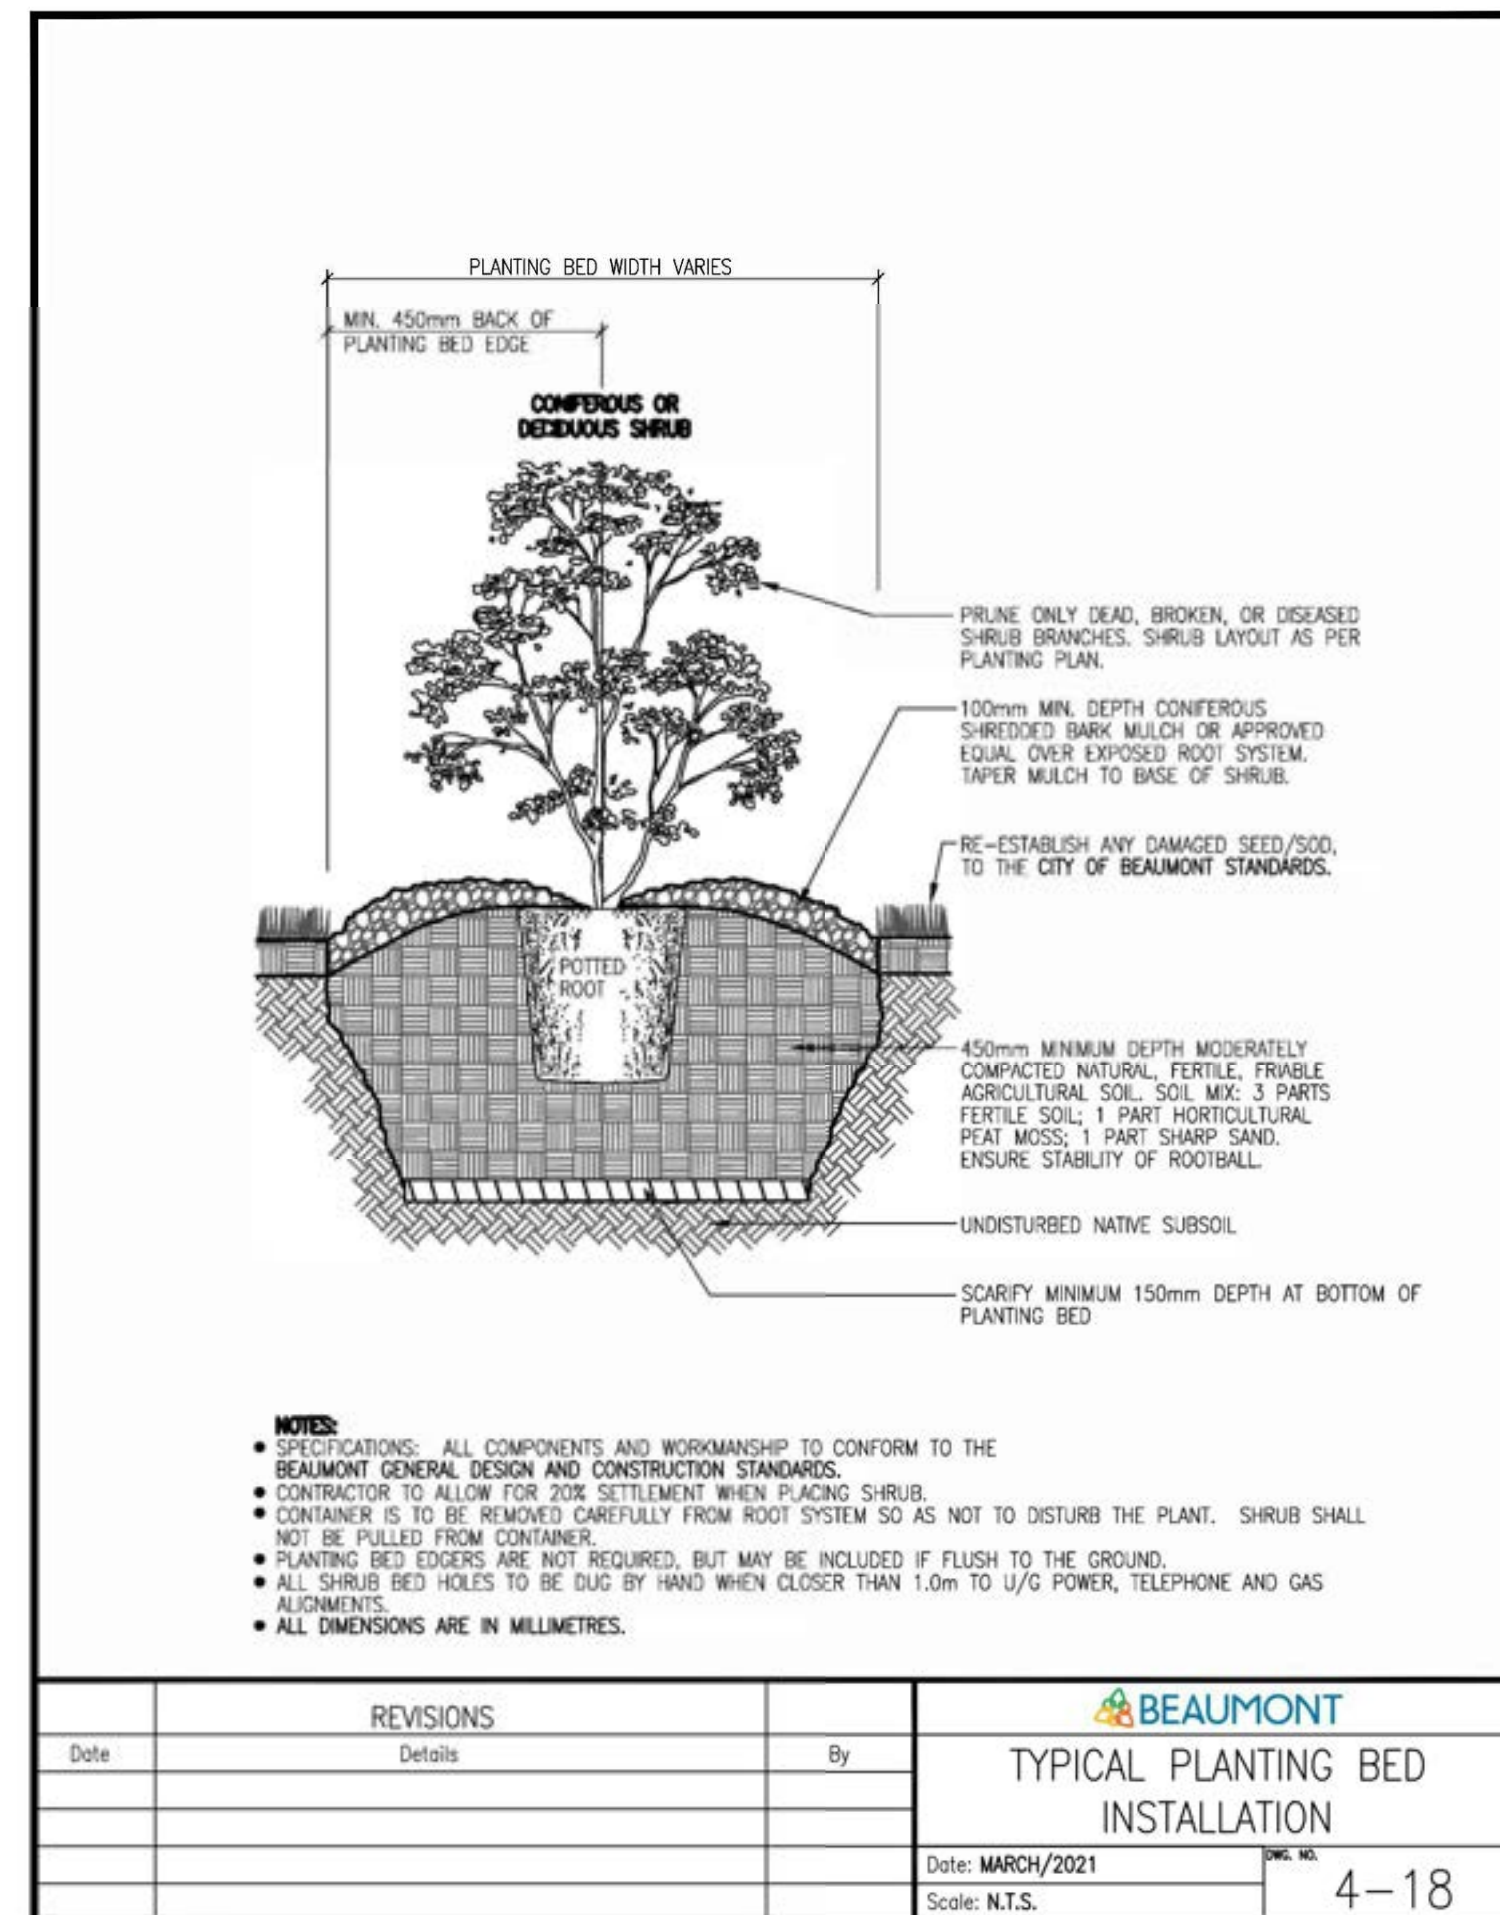 PLANTING BED WIDTH VARIES
MIN. 450mm BACK OF
PLANTING BED EDGE
CONIFEROUS OR
DECIDUOUS SHRUB
PRUNE ONLY DEAD, BROKEN, OR DISEASED
SHRUB BRANCHES. SHRUB LAYOUT AS PER
PLANTING PLAN.
100mm MIN. DEPTH CONIFEROUS
SHREDDED BARK MULCH OR APPROVED
EQUAL OVER EXPOSED ROOT SYSTEM.
TAPER MULCH TO BASE OF SHRUB.
RE-ESTABLISH ANY DAMAGED SEED/SOD,
TO THE CITY OF BEAUMONT STANDARDS.
POTTED
ROOT
450mm MINIMUM DEPTH MODERATELY
COMPACTED NATURAL, FERTILE, FRIABLE
AGRICULTURAL SOIL. SOIL MIX: 3 PARTS
FERTILE SOIL; 1 PART HORTICULTURAL
PEAT MOSS; 1 PART SHARP SAND.
ENSURE STABILITY OF ROOTBALL.
UNDISTURBED NATIVE SUBSOIL
SCARIFY MINIMUM 150mm DEPTH AT BOTTOM OF
PLANTING BED
NOTES:
● SPECIFICATIONS: ALL COMPONENTS AND WORKMANSHIP TO CONFORM TO THE
BEAUMONT GENERAL DESIGN AND CONSTRUCTION STANDARDS.
● CONTRACTOR TO ALLOW FOR 20% SETTLEMENT WHEN PLACING SHRUB.
● CONTAINER IS TO BE REMOVED CAREFULLY FROM ROOT SYSTEM SO AS NOT TO DISTURB THE PLANT. SHRUB SHALL
NOT BE PULLED FROM CONTAINER.
● PLANTING BED EDGERS ARE NOT REQUIRED, BUT MAY BE INCLUDED IF FLUSH TO THE GROUND.
● ALL SHRUB BED HOLES TO BE DUG BY HAND WHEN CLOSER THAN 1.0m TO U/G POWER, TELEPHONE AND GAS
ALIGNMENTS.
● ALL DIMENSIONS ARE IN MILLIMETRES.
REVISIONS
Date Details By
BEAUMONT
TYPICAL PLANTING BED
INSTALLATION
Date: MARCH/2021
Scale: N.T.S.
DWG. NO.
4-18